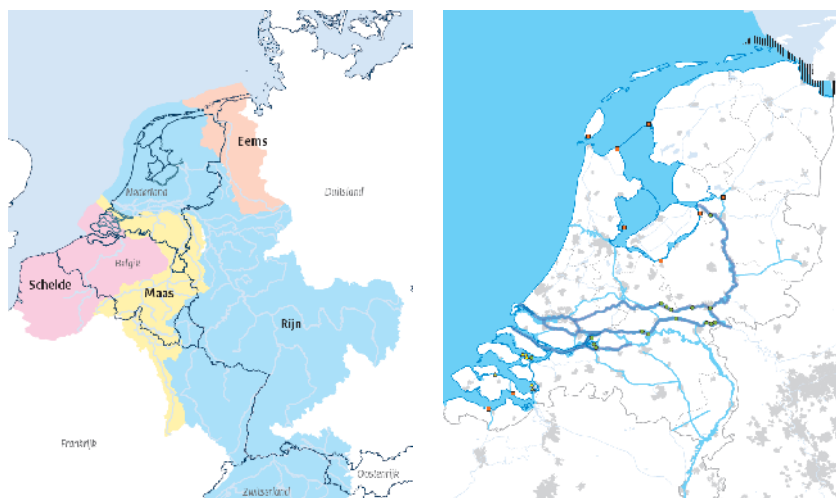 Eems
Nederland
Duitsland
België
Schelde
Maas
Rijn
Frankrijk
Oostenrijk
Zwitserland